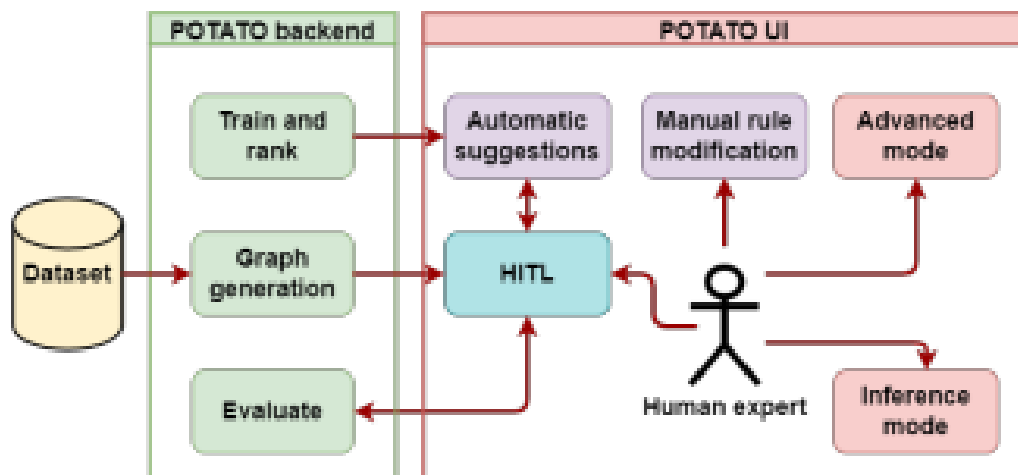 POTATO backend
POTATO UI
Train and
rank
Automatic
suggestions
Manual rule
modification
Advanced
mode
Dataset
Graph
generation
HITL
Evaluate
Human expert
Inference
mode